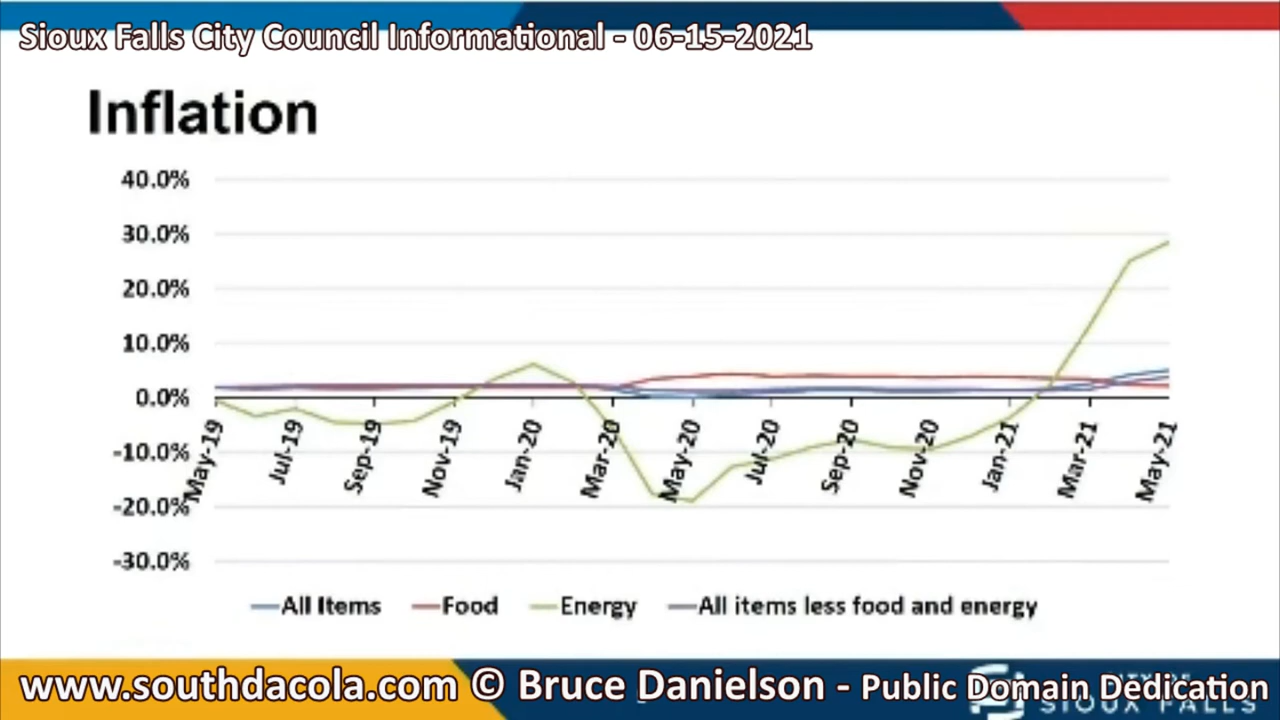 Sioux Falls City Council Informational - 06-15-2021
Inflation
40.0%
30.0%
20.0%
10.0%
0.0%
-10.0%
-20.0%
-30.0%
May-19
Jul-19
Sep-19
Nov-19
Jan-20
Mar-20
May-20
Jul-20
Sep-20
Nov-20
Jan-21
Mar-21
May-21
All Items
Food
Energy
All items less food and energy
www.southdacola.com © Bruce Danielson - Public Domain Dedication
SIOUX FALLS